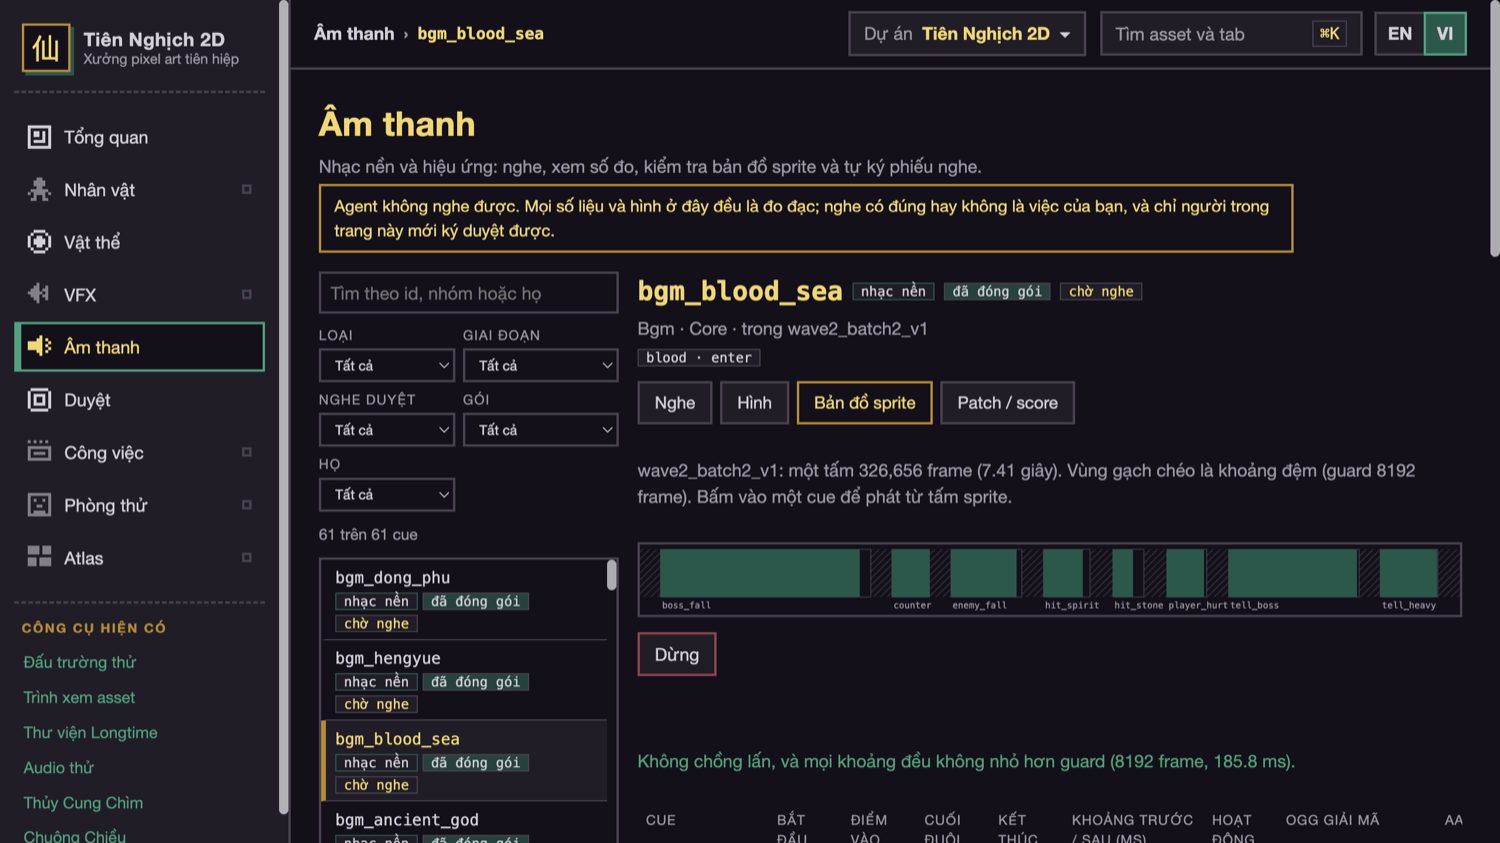 仙
Tiên Nghịch 2D
Xưởng pixel art tiên hiệp
Tổng quan
Nhân vật
Vật thể
VFX
Âm thanh
Duyệt
Công việc
Phòng thử
Atlas
CÔNG CỤ HIỆN CÓ
Đấu trường thử
Trình xem asset
Thư viện Longtime
Audio thử
Thủy Cung Chìm
Chuông Chiều
Âm thanh › bgm_blood_sea
Dự án Tiên Nghịch 2D
Tìm asset và tab ⌘K
EN VI
Âm thanh
Nhạc nền và hiệu ứng: nghe, xem số đo, kiểm tra bản đồ sprite và tự ký phiếu nghe.
Agent không nghe được. Mọi số liệu và hình ở đây đều là đo đạc; nghe có đúng hay không là việc của bạn, và chỉ người trong
trang này mới ký duyệt được.
Tìm theo id, nhóm hoặc họ
LOẠI GIAI ĐOẠN
Tất cả Tất cả
NGHE DUYỆT GÓI
Tất cả Tất cả
HỌ
Tất cả
61 trên 61 cue
bgm_dong_phu
nhạc nền đã đóng gói
chờ nghe
bgm_hengyue
nhạc nền đã đóng gói
chờ nghe
bgm_blood_sea
nhạc nền đã đóng gói
chờ nghe
bgm_ancient_god
nhạc nền đã đóng gói
bgm_blood_sea nhạc nền đã đóng gói chờ nghe
Bgm · Core · trong wave2_batch2_v1
blood · enter
Nghe Hình Bản đồ sprite Patch / score
wave2_batch2_v1: một tấm 326,656 frame (7.41 giây). Vùng gạch chéo là khoảng đệm (guard 8192
frame). Bấm vào một cue để phát từ tấm sprite.
boss_fall counter enemy_fall hit_spirit hit_stone player_hurt tell_boss tell_heavy
Dừng
Không chồng lấn, và mọi khoảng đều không nhỏ hơn guard (8192 frame, 185.8 ms).
CUE BẮT ĐIỂM CUỐI KẾT KHOẢNG TRƯỚC HOẠT OGG GIẢI MÃ AA
ĐẦU VÀO ĐUÔI THÚC / SAU (MS) ĐỘNG